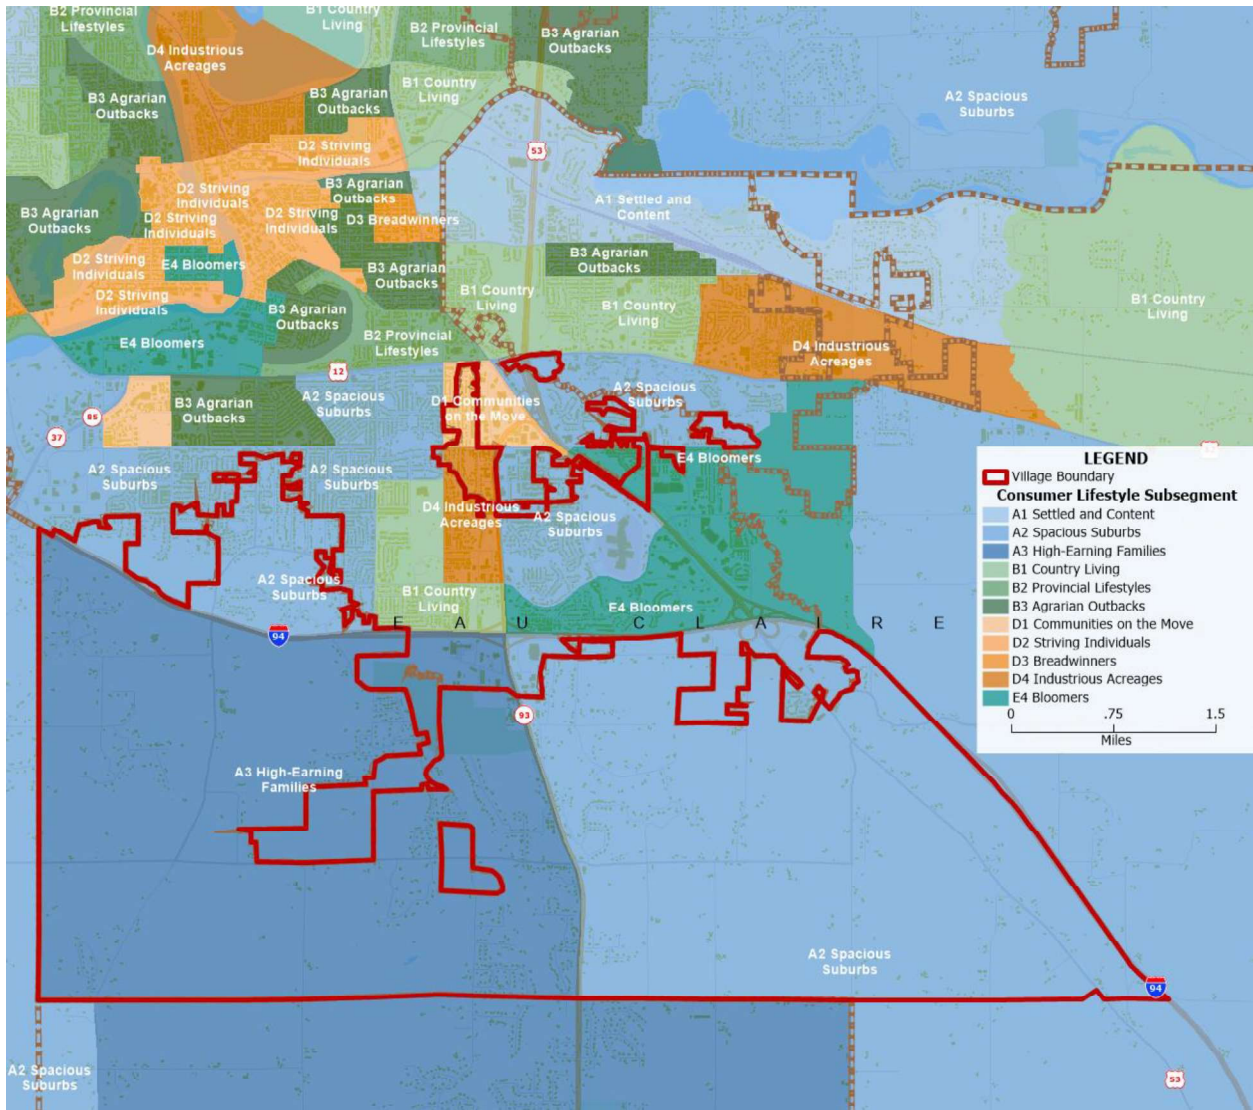 B2 Provincial
Lifestyles
B1 Country
Living
B2 Provincial
Lifestyles
B3 Agrarian
Outbacks
D4 Industrious
Acreages
B3 Agrarian
Outbacks
B3 Agrarian
Outbacks
B1 Country
Living
A2 Spacious
Suburbs
53
D2 Striving
Individuals
B3 Agrarian
Outbacks
D2 Striving
Individuals
B3 Agrarian
Outbacks
A1 Settled and
Content
D2 Striving
Individuals
D2 Striving
Individuals
D3 Breadwinners
D2 Striving
Individuals
E4 Bloomers
B3 Agrarian
Outbacks
B3 Agrarian
Outbacks
D2 Striving
Individuals
B1 Country
Living
B1 Country
Living
B1 Country
Living
B3 Agrarian
Outbacks
E4 Bloomers
B2 Provincial
Lifestyles
D4 Industrious
Acreages
12
A2 Spacious
Suburbs
A2 Spacious
Suburbs
B3 Agrarian
Outbacks
D1 Communities
on the Move
85
37
E4 Bloomers
A2 Spacious
Suburbs
A2 Spacious
Suburbs
D4 Industrious
Acreages
A2 Spacious
Suburbs
A2 Spacious
Suburbs
B1 Country
Living
E4 Bloomers
EAU CLAIRE
94
93
A3 High-Earning
Families
A2 Spacious
Suburbs
94
A2 Spacious
Suburbs
53
LEGEND
Village Boundary
Consumer Lifestyle Subsegment
A1 Settled and Content
A2 Spacious Suburbs
A3 High-Earning Families
B1 Country Living
B2 Provincial Lifestyles
B3 Agrarian Outbacks
D1 Communities on the Move
D2 Striving Individuals
D3 Breadwinners
D4 Industrious Acreages
E4 Bloomers
0 .75 1.5
Miles